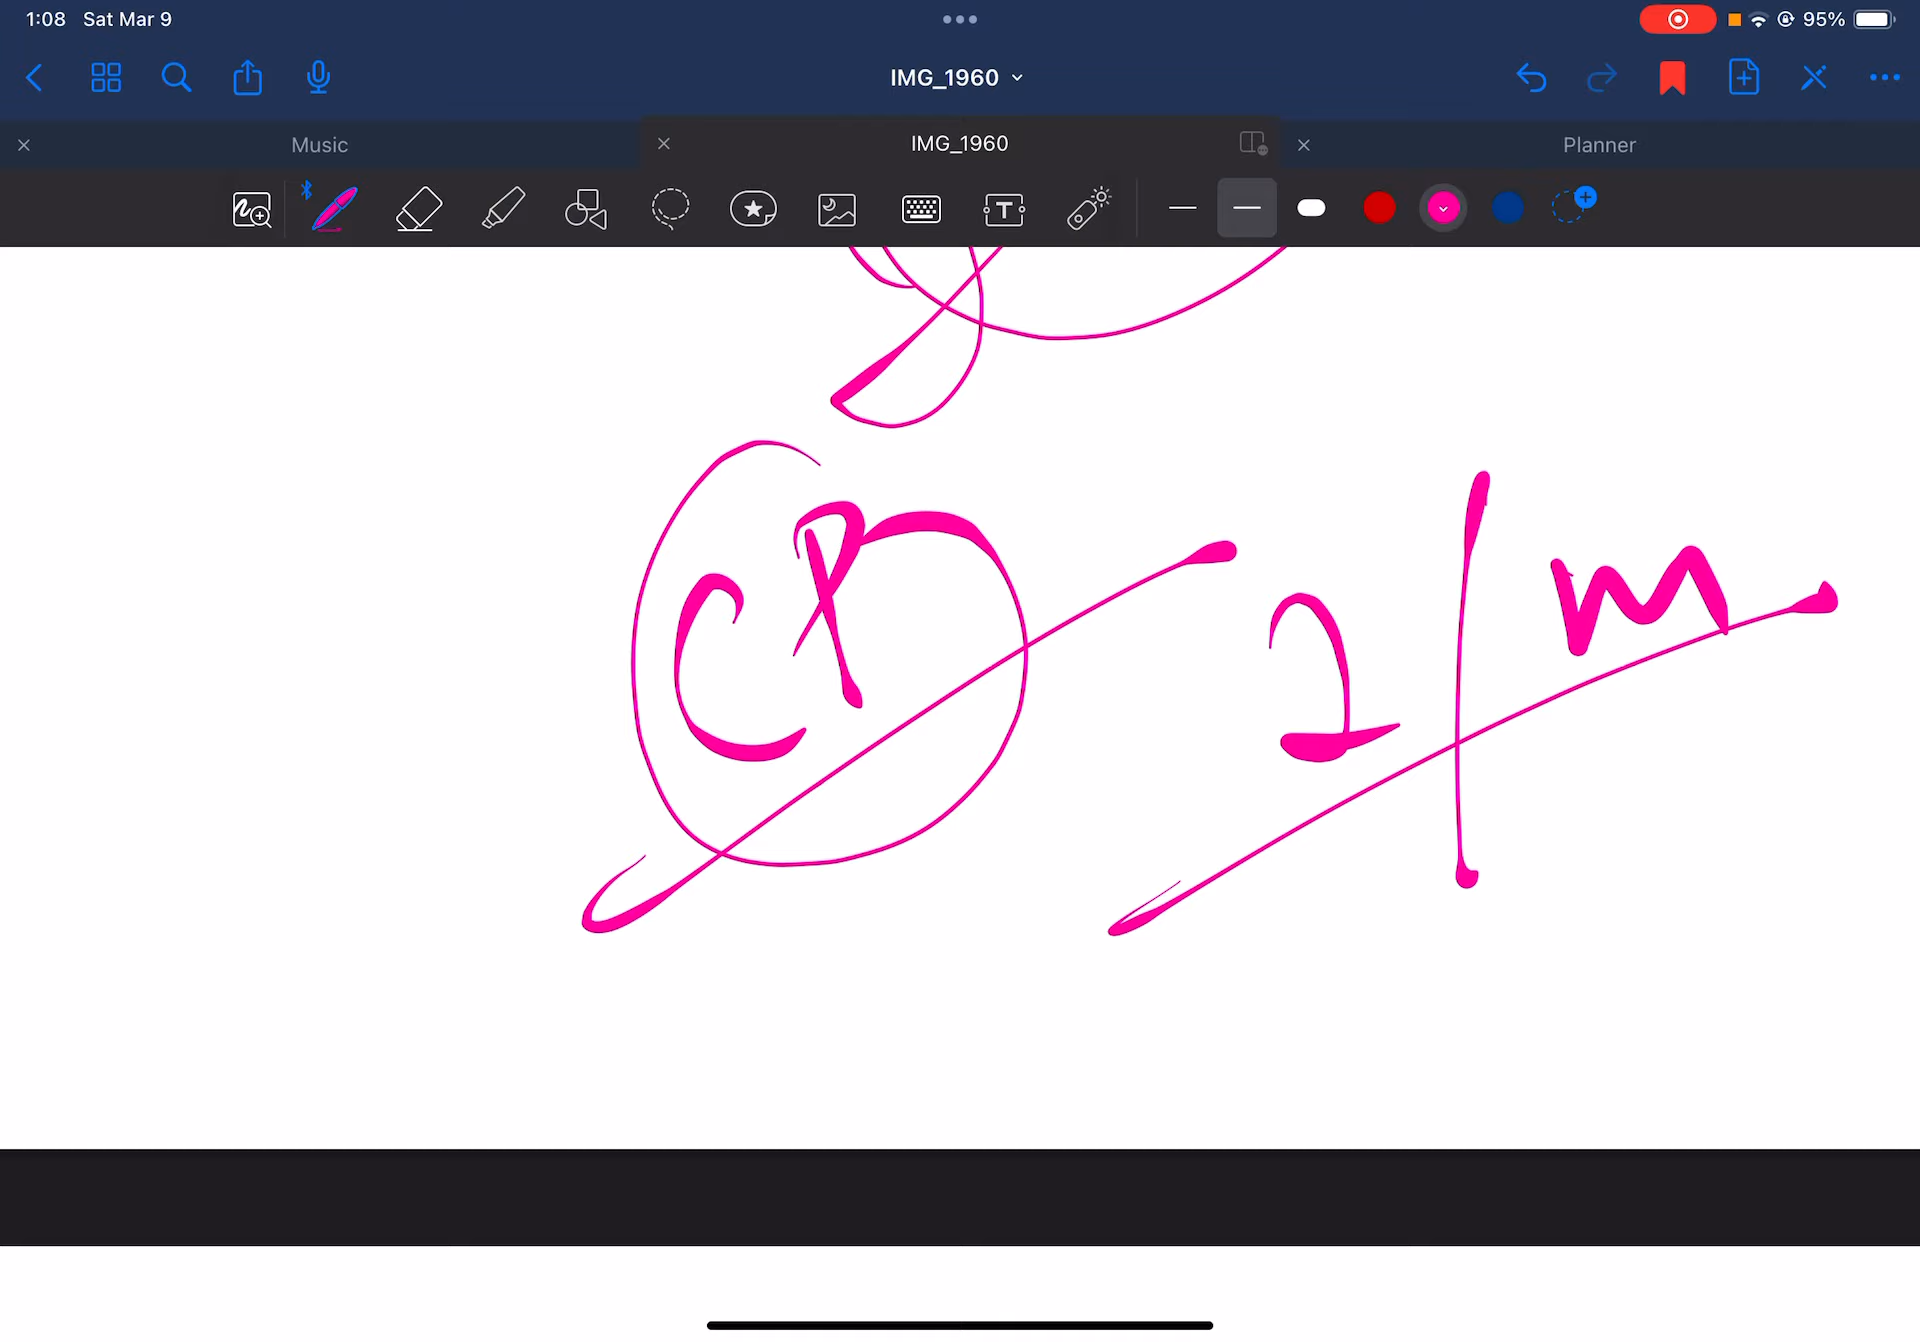 1:08 Sat Mar 9 95%
IMG_1960
Music IMG_1960 Planner
T
CP 2 m